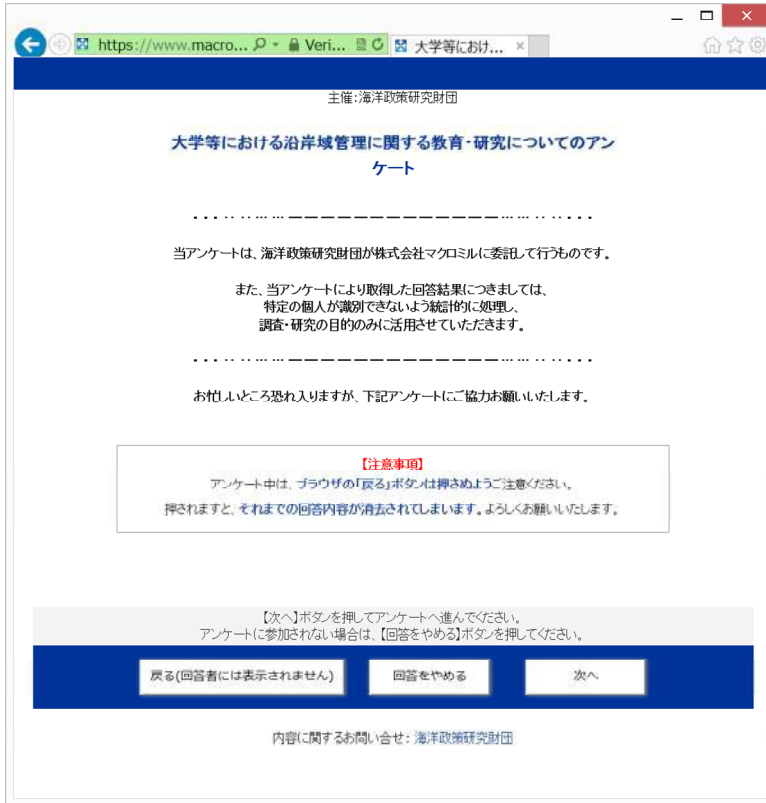 https://www.macro... Veri... 大学等におけ...
主催:海洋政策研究財団
大学等における沿岸域管理に関する教育・研究についてのアン
ケート
当アンケートは、海洋政策研究財団が株式会社マクロミルに委託して行うものです。
また、当アンケートにより取得した回答結果につきましては、
特定の個人が識別できないよう統計的に処理し、
調査・研究の目的のみに活用させていただきます。
お忙しいところ恐れ入りますが、下記アンケートにご協力お願いいたします。
【注意事項】
アンケート中は、ブラウザの「戻る」ボタンは押さぬようご注意ください。
押されますと、それまでの回答内容が消去されてしまいます。よろしくお願いいたします。
【次へ】ボタンを押してアンケートへ進んでください。
アンケートに参加されない場合は、【回答をやめる】ボタンを押してください。
戻る(回答者には表示されません) 回答をやめる 次へ
内容に関するお問い合せ: 海洋政策研究財団